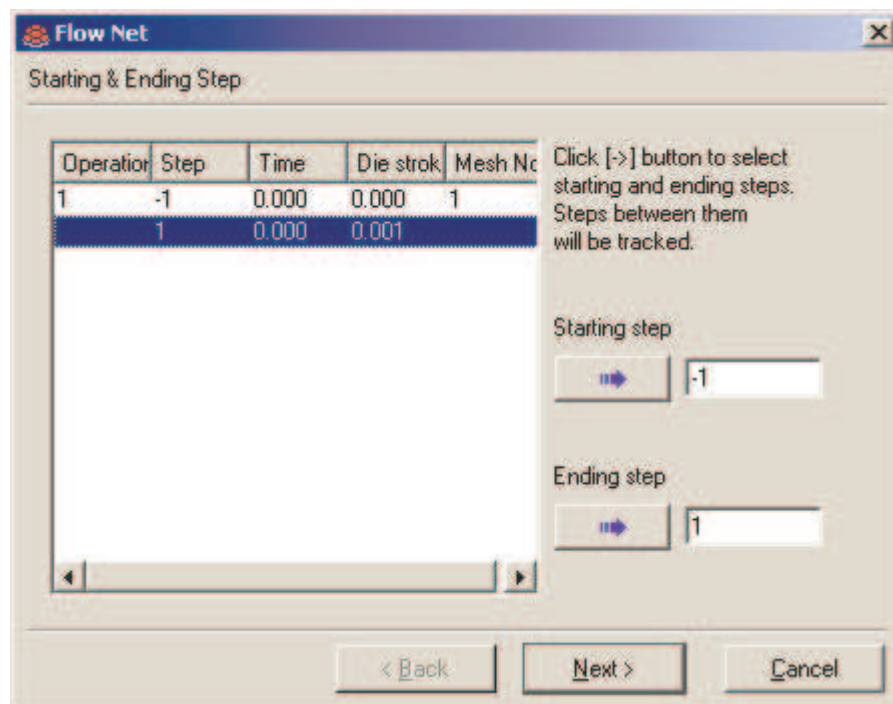 Flow Net
Starting & Ending Step
Operation Step Time Die strok Mesh No
1 -1 0.000 0.000 1
1 0.000 0.001
Click [->] button to select
starting and ending steps.
Steps between them
will be tracked.
Starting step
-1
Ending step
1
< Back
Next >
Cancel